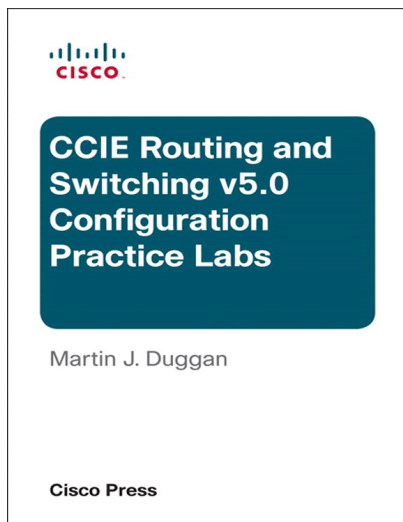 CISCO
CCIE Routing and
Switching v5.0
Configuration
Practice Labs
Martin J. Duggan
Cisco Press